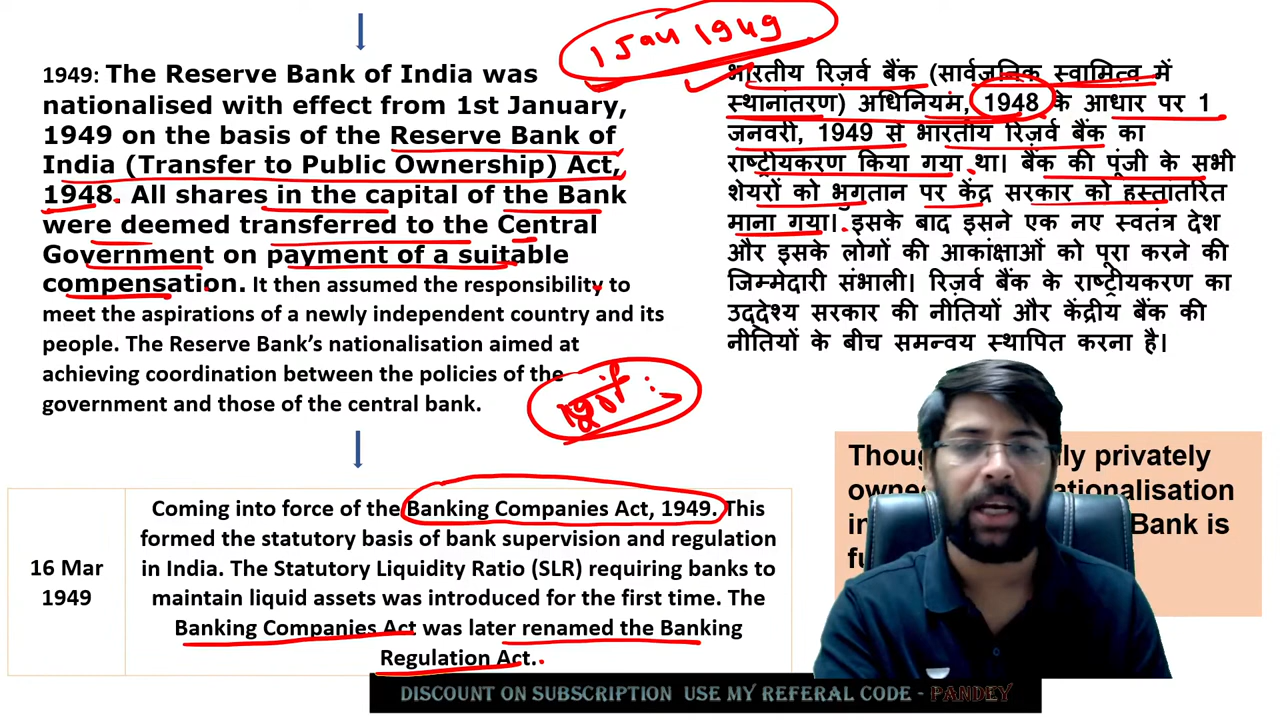 1949: The Reserve Bank of India was
nationalised with effect from 1st January,
1949 on the basis of the Reserve Bank of
India (Transfer to Public Ownership) Act,
1948. All shares in the capital of the Bank
were deemed transferred to the Central
Government on payment of a suitable
compensation. It then assumed the responsibility to
meet the aspirations of a newly independent country and its
people. The Reserve Bank’s nationalisation aimed at
achieving coordination between the policies of the
government and those of the central bank.
1 Jan 1949
भारतीय रिज़र्व बैंक (सार्वजनिक स्वामित्व में
स्थानांतरण) अधिनियम, 1948 के आधार पर 1
जनवरी, 1949 से भारतीय रिज़र्व बैंक का
राष्ट्रीयकरण किया गया था। बैंक की पूंजी के सभी
शेयरों को भुगतान पर केंद्र सरकार को हस्तांतरित
माना गया। इसके बाद इसने एक नए स्वतंत्र देश
और इसके लोगों की आकांक्षाओं को पूरा करने की
जिम्मेदारी संभाली। रिज़र्व बैंक के राष्ट्रीयकरण का
उद्देश्य सरकार की नीतियों और केंद्रीय बैंक की
नीतियों के बीच समन्वय स्थापित करना है।
16 Mar
1949
Coming into force of the Banking Companies Act, 1949. This
formed the statutory basis of bank supervision and regulation
in India. The Statutory Liquidity Ratio (SLR) requiring banks to
maintain liquid assets was introduced for the first time. The
Banking Companies Act was later renamed the Banking
Regulation Act.
privately
Bank is
DISCOUNT ON SUBSCRIPTION USE MY REFERAL CODE - PANDEY